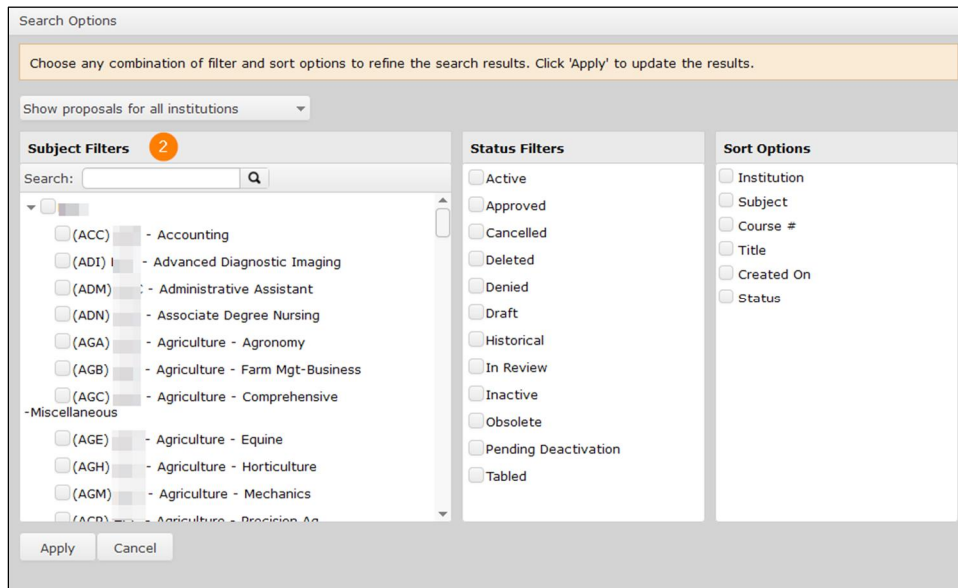 Search Options
Choose any combination of filter and sort options to refine the search results. Click 'Apply' to update the results.
Show proposals for all institutions
Subject Filters 2
Search:
(ACC) - Accounting
(ADI) - Advanced Diagnostic Imaging
(ADM) - Administrative Assistant
(ADN) - Associate Degree Nursing
(AGA) - Agriculture - Agronomy
(AGB) - Agriculture - Farm Mgt-Business
(AGC) - Agriculture - Comprehensive
-Miscellaneous
(AGE) - Agriculture - Equine
(AGH) - Agriculture - Horticulture
(AGM) - Agriculture - Mechanics
- Agriculture - Precision Ag
Status Filters
Active
Approved
Cancelled
Deleted
Denied
Draft
Historical
In Review
Inactive
Obsolete
Pending Deactivation
Tabled
Sort Options
Institution
Subject
Course #
Title
Created On
Status
Apply Cancel